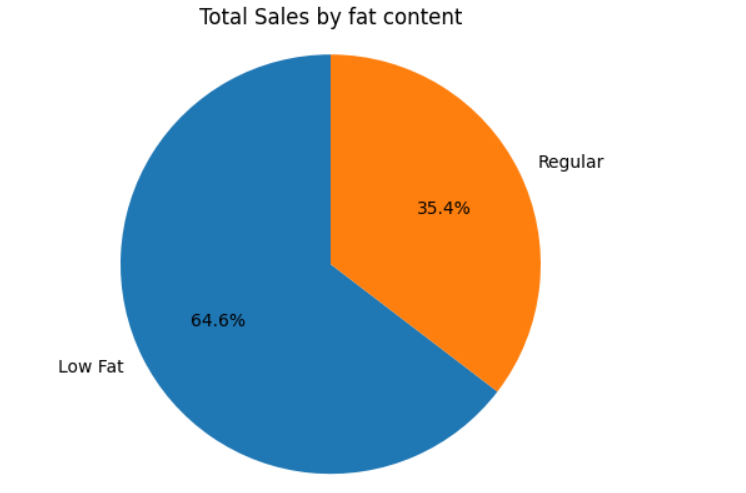 Total Sales by fat content
Regular
35.4%
64.6%
Low Fat